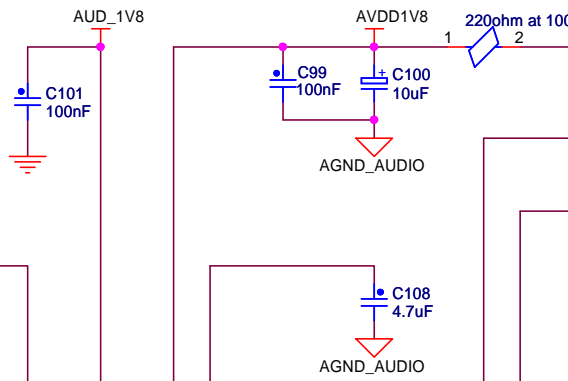 AUD_1V8
AVDD1V8
220ohm at 100
1
2
C101
100nF
C99
100nF
+
C100
10uF
AGND_AUDIO
C108
4.7uF
AGND_AUDIO